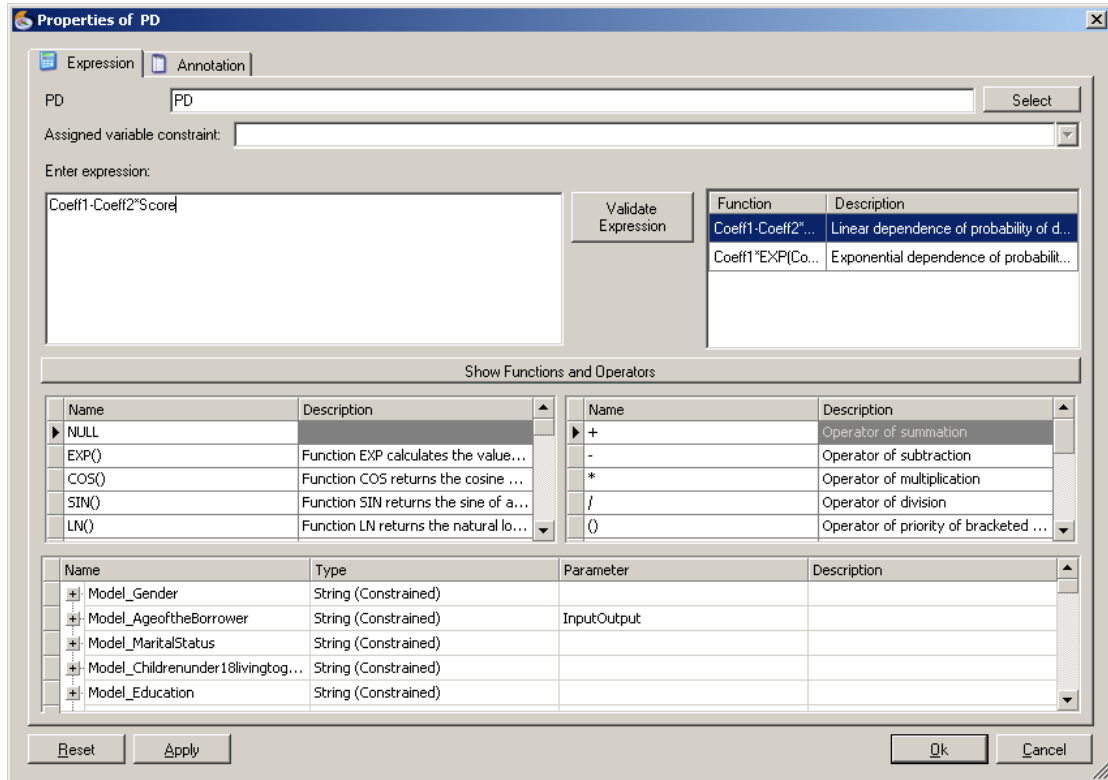 Properties of PD
Expression Annotation
PD PD Select
Assigned variable constraint:
Enter expression:
Coeff1-Coeff2*Score
Validate Expression
Function Description
Coeff1-Coeff2*... Linear dependence of probability of d...
Coeff1*EXP(Co... Exponential dependence of probabilit...
Show Functions and Operators
Name Description
NULL
EXP() Function EXP calculates the value...
COS() Function COS returns the cosine ...
SIN() Function SIN returns the sine of a...
LN() Function LN returns the natural lo...
Name Description
+ Operator of summation
- Operator of subtraction
* Operator of multiplication
/ Operator of division
() Operator of priority of bracketed ...
Name Type Parameter Description
Model_Gender String (Constrained)
Model_AgeoftheBorrower String (Constrained) InputOutput
Model_MaritalStatus String (Constrained)
Model_Childrenunder18livingtog... String (Constrained)
Model_Education String (Constrained)
Reset Apply Ok Cancel